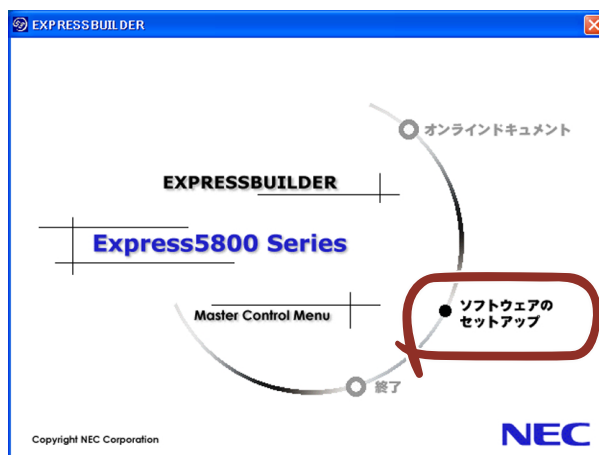 EXPRESSBUILDER
オンラインドキュメント
EXPRESSBUILDER
Express5800 Series
Master Control Menu
ソフトウェアの
セットアップ
終了
Copyright NEC Corporation
NEC